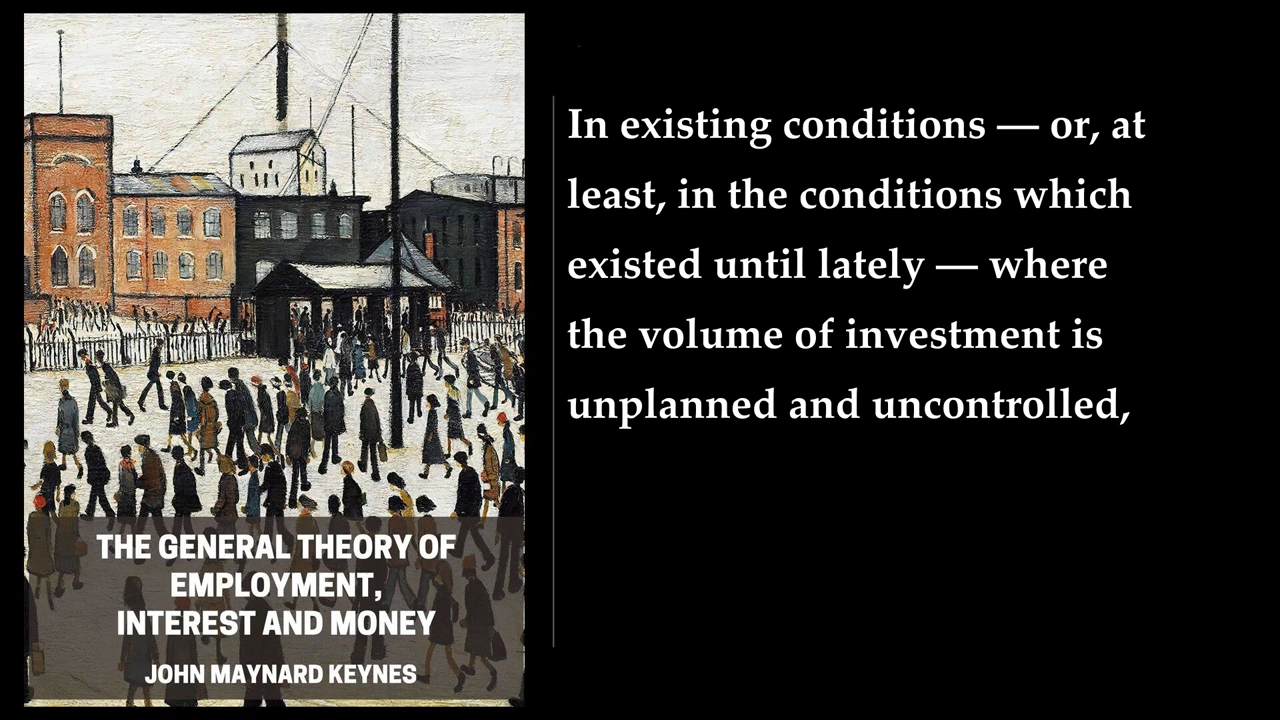 THE GENERAL THEORY OF
EMPLOYMENT,
INTEREST AND MONEY
JOHN MAYNARD KEYNES
In existing conditions — or, at
least, in the conditions which
existed until lately — where
the volume of investment is
unplanned and uncontrolled,